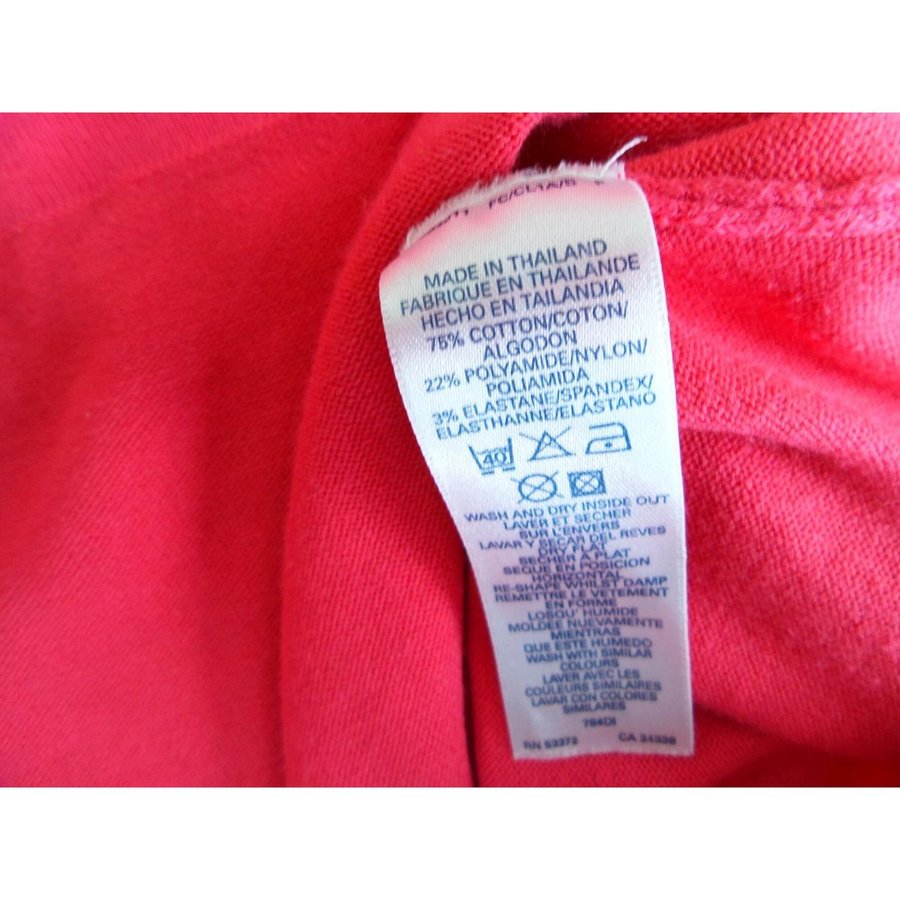 FC/CL1A/S
MADE IN THAILAND
FABRIQUE EN THAILANDE
HECHO EN TAILANDIA
75% COTTON/COTON/
ALGODON
22% POLYAMIDE/NYLON/
POLIAMIDA
3% ELASTANE/SPANDEX/
ELASTHANNE/ELASTANO
40
WASH AND DRY INSIDE OUT
LAVER ET SECHER
SUR L'ENVERS
LAVAR Y SECAR DEL REVES
DRY FLAT
SECHER A PLAT
SEQUE EN POSICION
HORIZONTAL
RE-SHAPE WHILST DAMP
REMETTRE LE VETEMENT
EN FORME
LOSQU' HUMIDE
MOLDEE NUEVAMENTE
MIENTRAS
QUE ESTE HUMEDO
WASH WITH SIMILAR
COLOURS
LAVER AVEC LES
COULEURS SIMILAIRES
LAVAR CON COLORES
SIMILARES
784DI
RN 53372 CA 34338